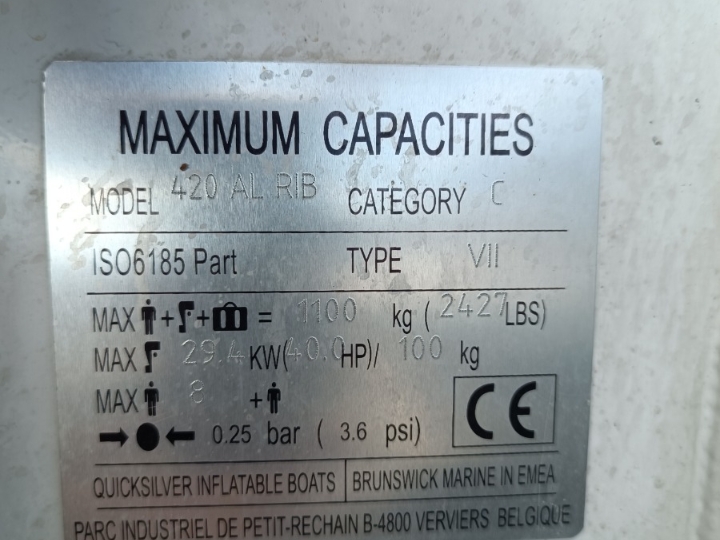 MAXIMUM CAPACITIES
MODEL 420 AL RIB CATEGORY C
ISO6185 Part TYPE VII
MAX + + = 1100 kg (2427 LBS)
MAX 29.4 KW(40.0 HP)/ 100 kg
MAX 8 +
0.25 bar ( 3.6 psi) CE
QUICKSILVER INFLATABLE BOATS BRUNSWICK MARINE IN EMEA
PARC INDUSTRIEL DE PETIT-RECHAIN B-4800 VERVIERS BELGIQUE